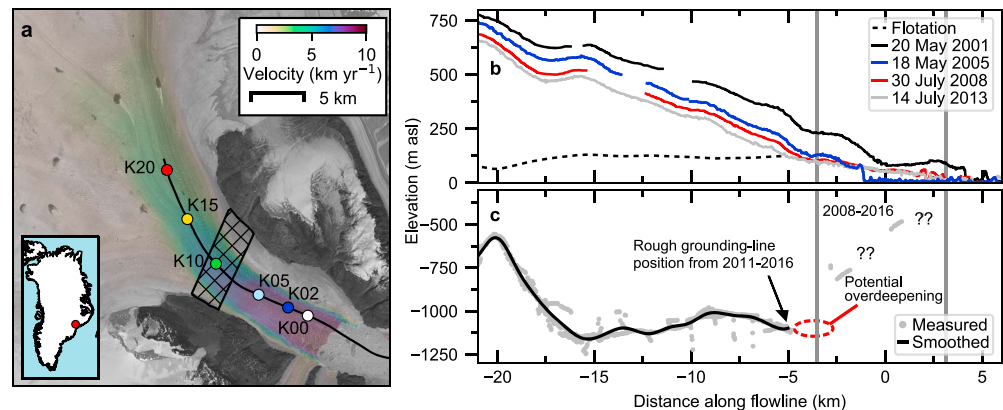 a
0 5 10
Velocity (km yr⁻¹)
5 km
K20
K15
K10
K05
K02
K00
Elevation (m asl)
750
500
250
0
b
Flotation
20 May 2001
18 May 2005
30 July 2008
14 July 2013
−500
−750
−1000
−1250
c
2008-2016
??
??
Rough grounding-line
position from 2011-2016
Potential
overdeepening
Measured
Smoothed
−20 −15 −10 −5 0 5
Distance along flowline (km)